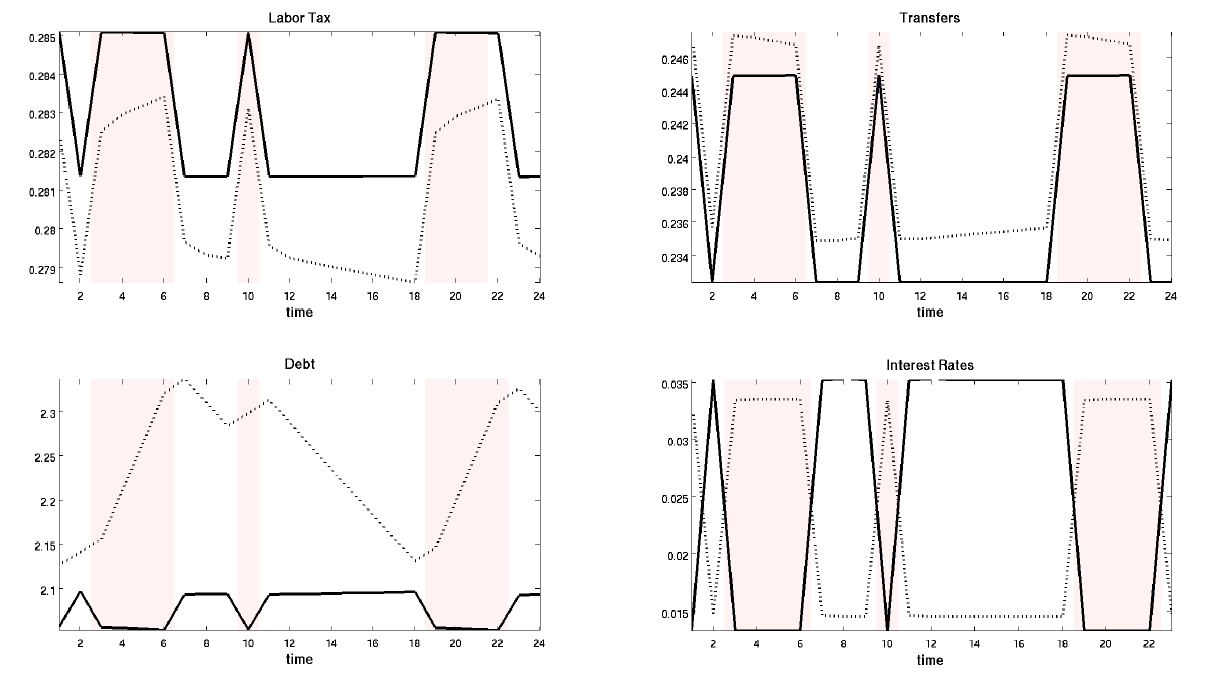 Labor Tax
0.285
0.284
0.283
0.282
0.281
0.28
0.279
2 4 6 8 10 12 14 16 18 20 22 24
time
Transfers
0.246
0.244
0.242
0.24
0.238
0.236
0.234
2 4 6 8 10 12 14 16 18 20 22 24
time
Debt
2.3
2.25
2.2
2.15
2.1
2 4 6 8 10 12 14 16 18 20 22 24
time
Interest Rates
0.035
0.03
0.025
0.02
0.015
2 4 6 8 10 12 14 16 18 20 22
time